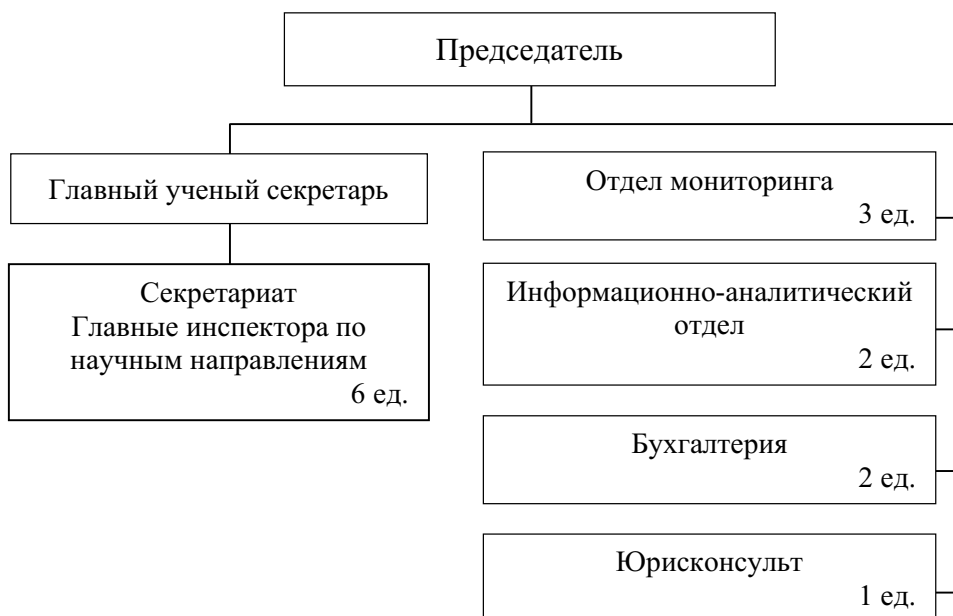 Председатель
Главный ученый секретарь
Секретариат
Главные инспектора по
научным направлениям
6 ед.
Отдел мониторинга
3 ед.
Информационно-аналитический
отдел
2 ед.
Бухгалтерия
2 ед.
Юрисконсульт
1 ед.